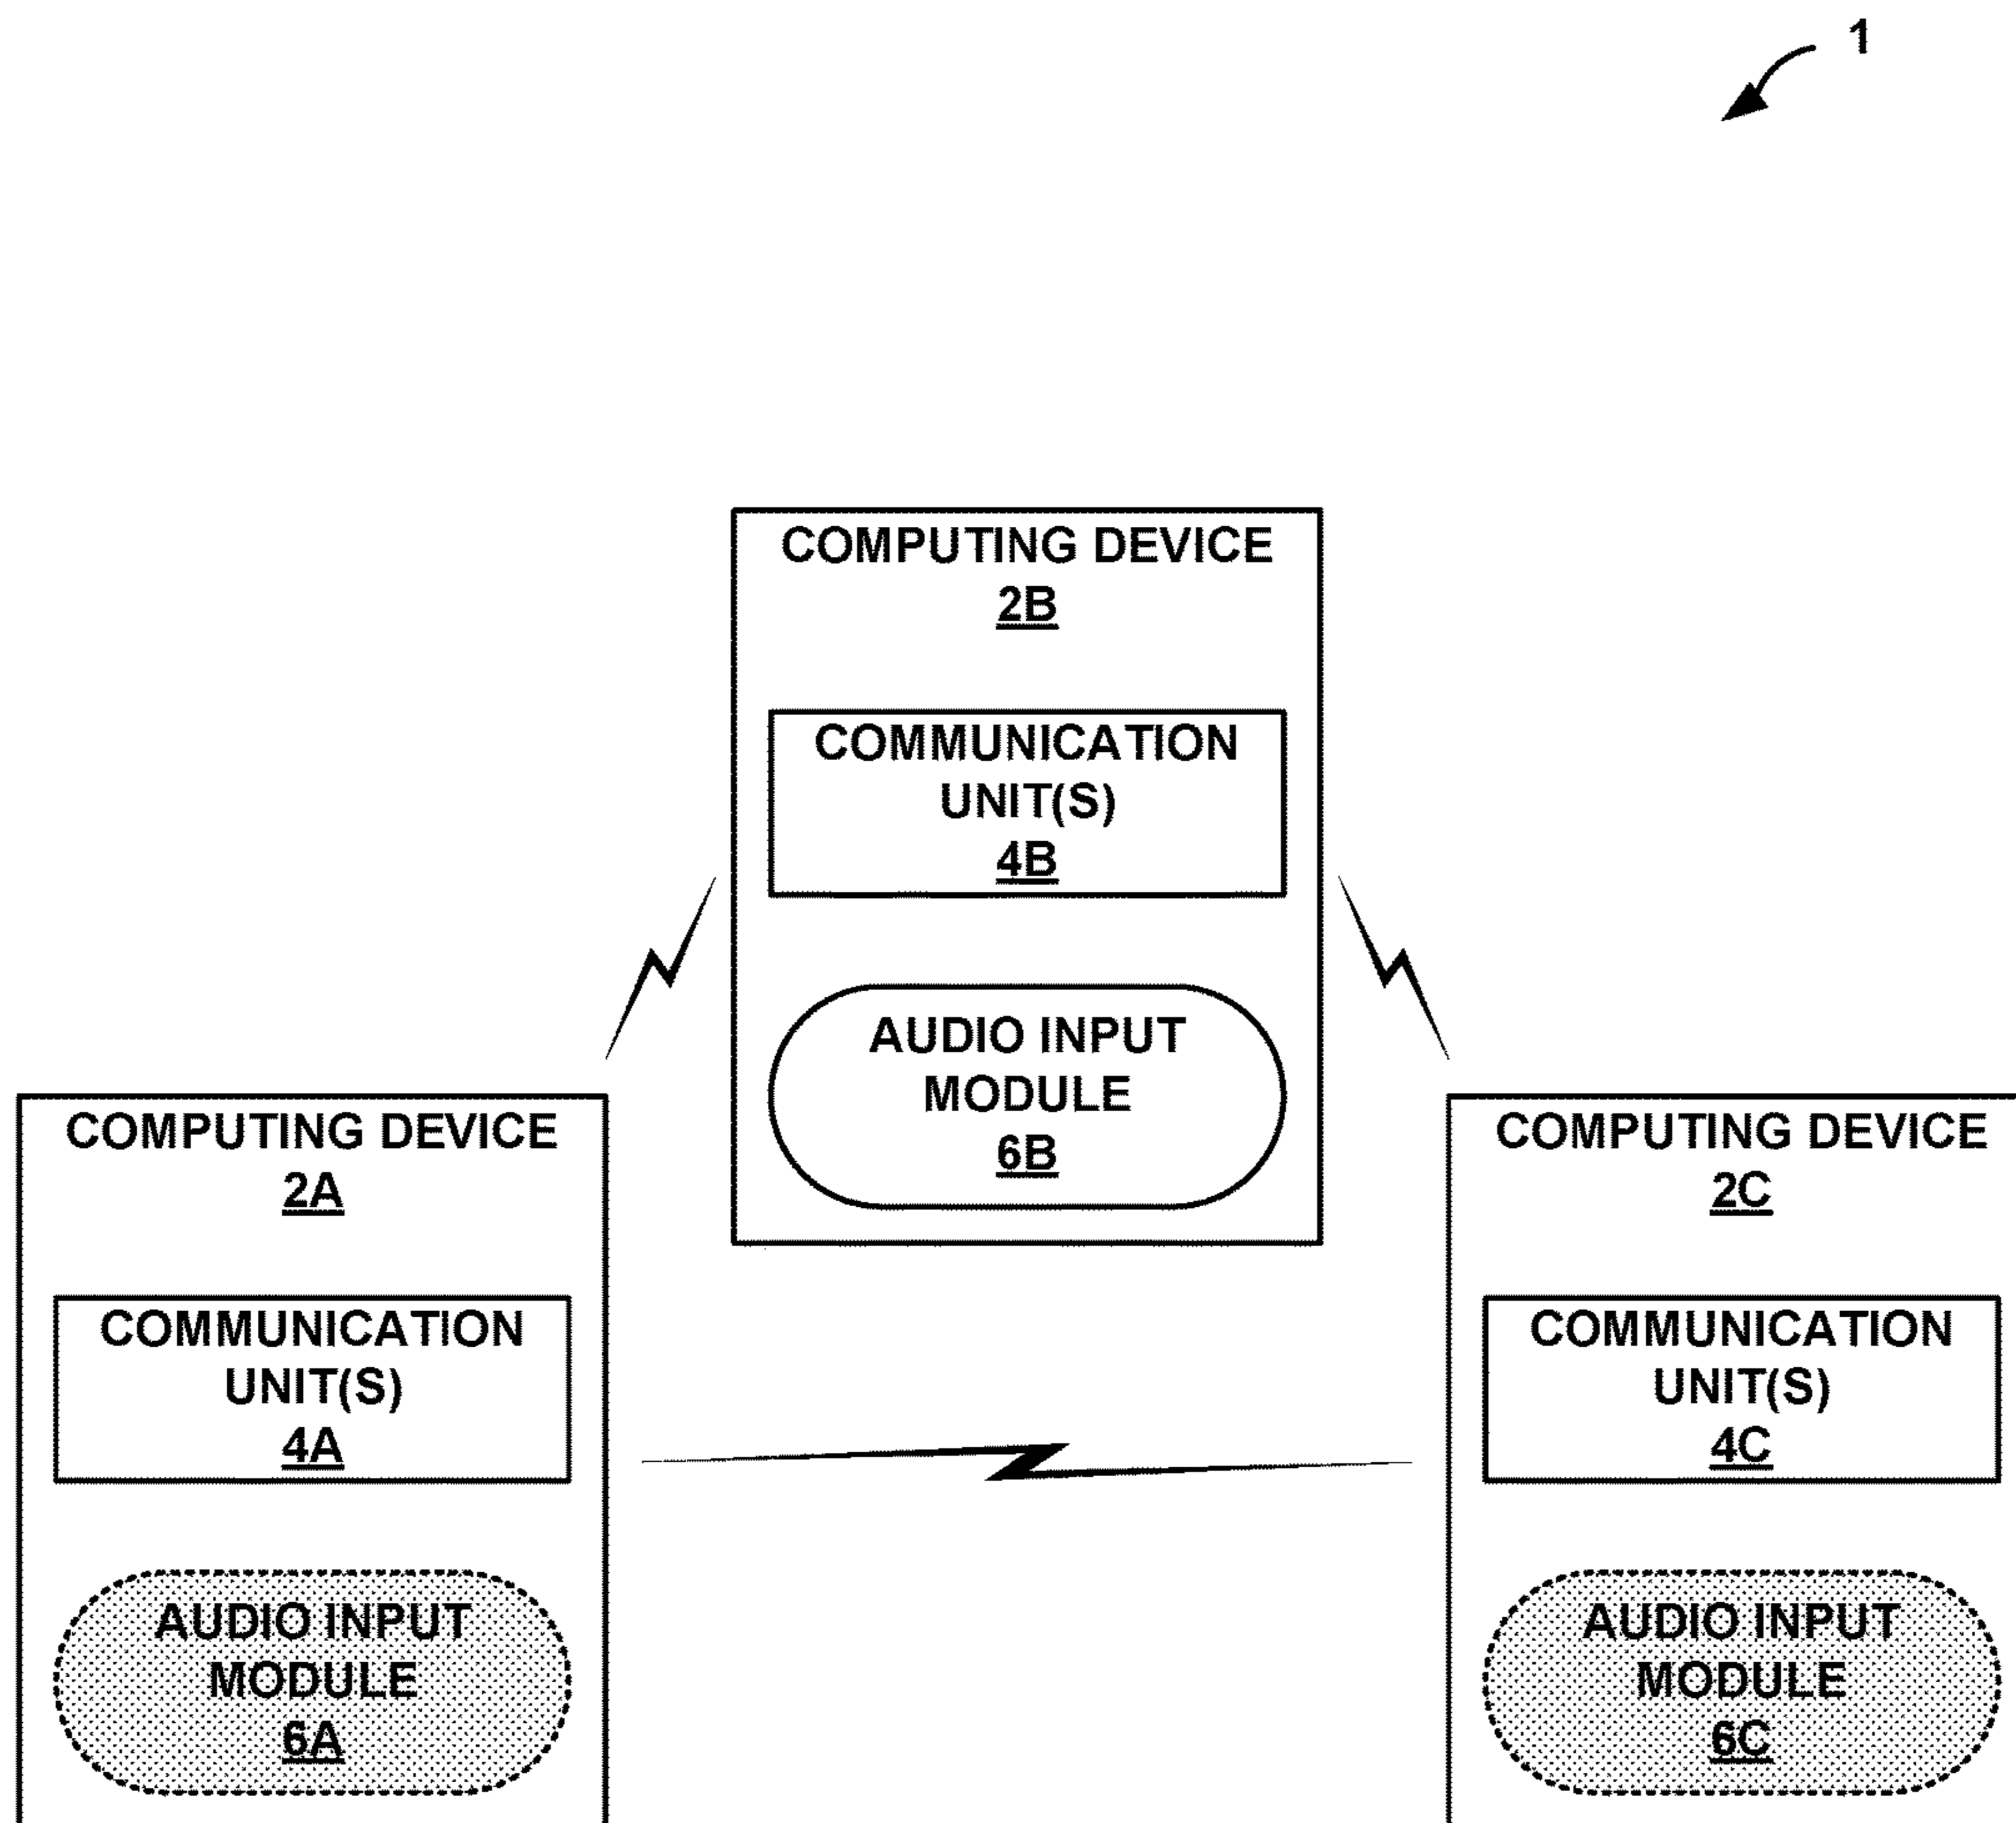 1
COMPUTING DEVICE
2B
COMMUNICATION
UNIT(S)
4B
AUDIO INPUT
MODULE
6B
COMPUTING DEVICE
2A
COMMUNICATION
UNIT(S)
4A
AUDIO INPUT
MODULE
6A
COMPUTING DEVICE
2C
COMMUNICATION
UNIT(S)
4C
AUDIO INPUT
MODULE
6C